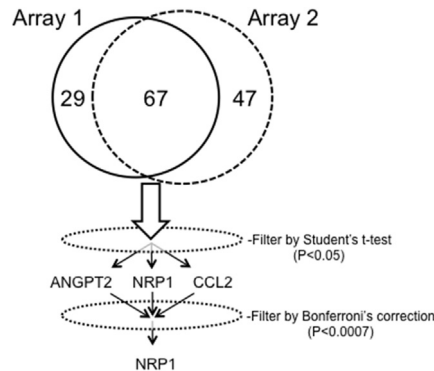 Array 1 Array 2
29 67 47
-Filter by Student's t-test
(P<0.05)
ANGPT2 NRP1 CCL2
-Filter by Bonferroni's correction
(P<0.0007)
NRP1